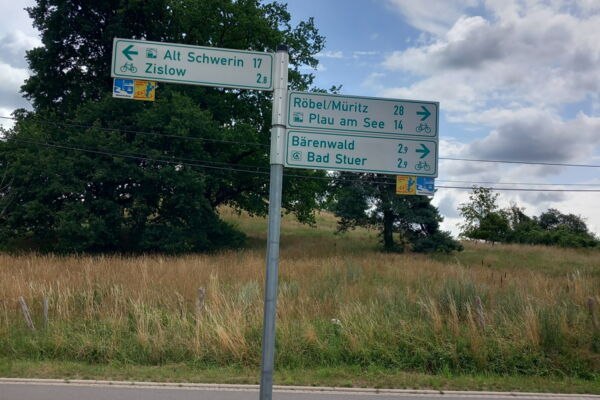 Alt Schwerin 17
Zislow 2.8
Röbel/Müritz 28
Plau am See 14
Bärenwald 2.9
Bad Stuer 2.9